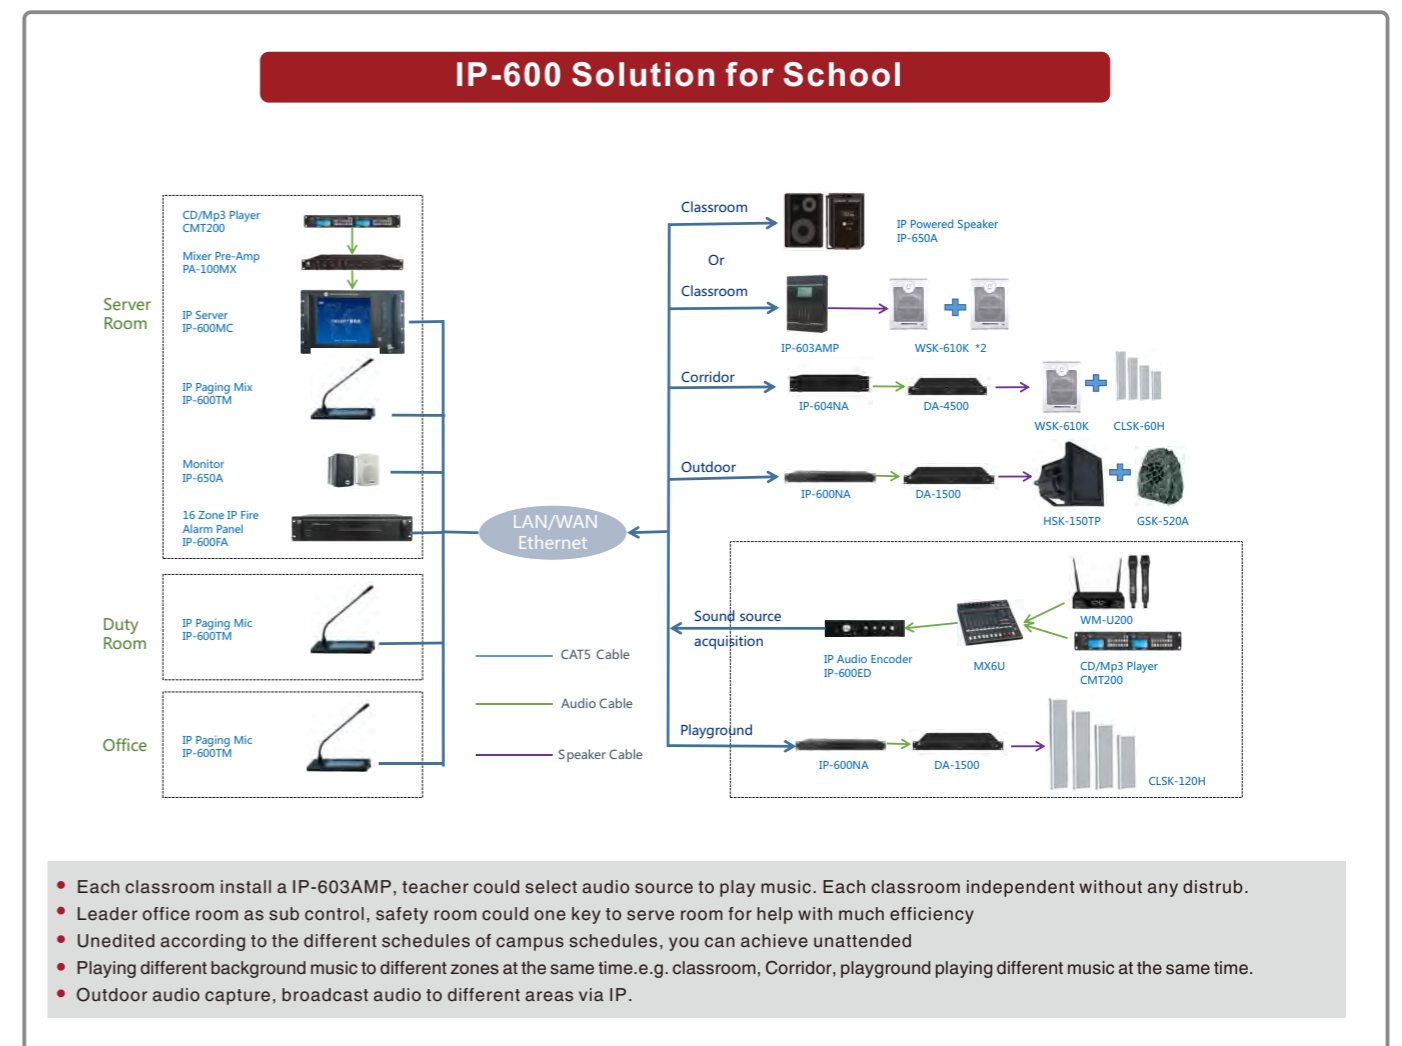 IP-600 Solution for School
Server
Room
CD/Mp3 Player
CMT200
Mixer Pre-Amp
PA-100MX
IP Server
IP-600MC
IP Paging Mix
IP-600TM
Monitor
IP-650A
16 Zone IP Fire
Alarm Panel
IP-600FA
Duty
Room
IP Paging Mic
IP-600TM
Office
IP Paging Mic
IP-600TM
LAN/WAN
Ethernet
CAT5 Cable
Audio Cable
Speaker Cable
Classroom
IP Powered Speaker
IP-650A
Or
Classroom
IP-603AMP
WSK-610K *2
Corridor
IP-604NA
DA-4500
WSK-610K
CLSK-60H
Outdoor
IP-600NA
DA-1500
HSK-150TP
GSK-520A
Sound source
acquisition
IP Audio Encoder
IP-600ED
MX6U
WM-U200
CD/Mp3 Player
CMT200
Playground
IP-600NA
DA-1500
CLSK-120H
• Each classroom install a IP-603AMP, teacher could select audio source to play music. Each classroom independent without any distrub.
• Leader office room as sub control, safety room could one key to serve room for help with much efficiency
• Unedited according to the different schedules of campus schedules, you can achieve unattended
• Playing different background music to different zones at the same time.e.g. classroom, Corridor, playground playing different music at the same time.
• Outdoor audio capture, broadcast audio to different areas via IP.